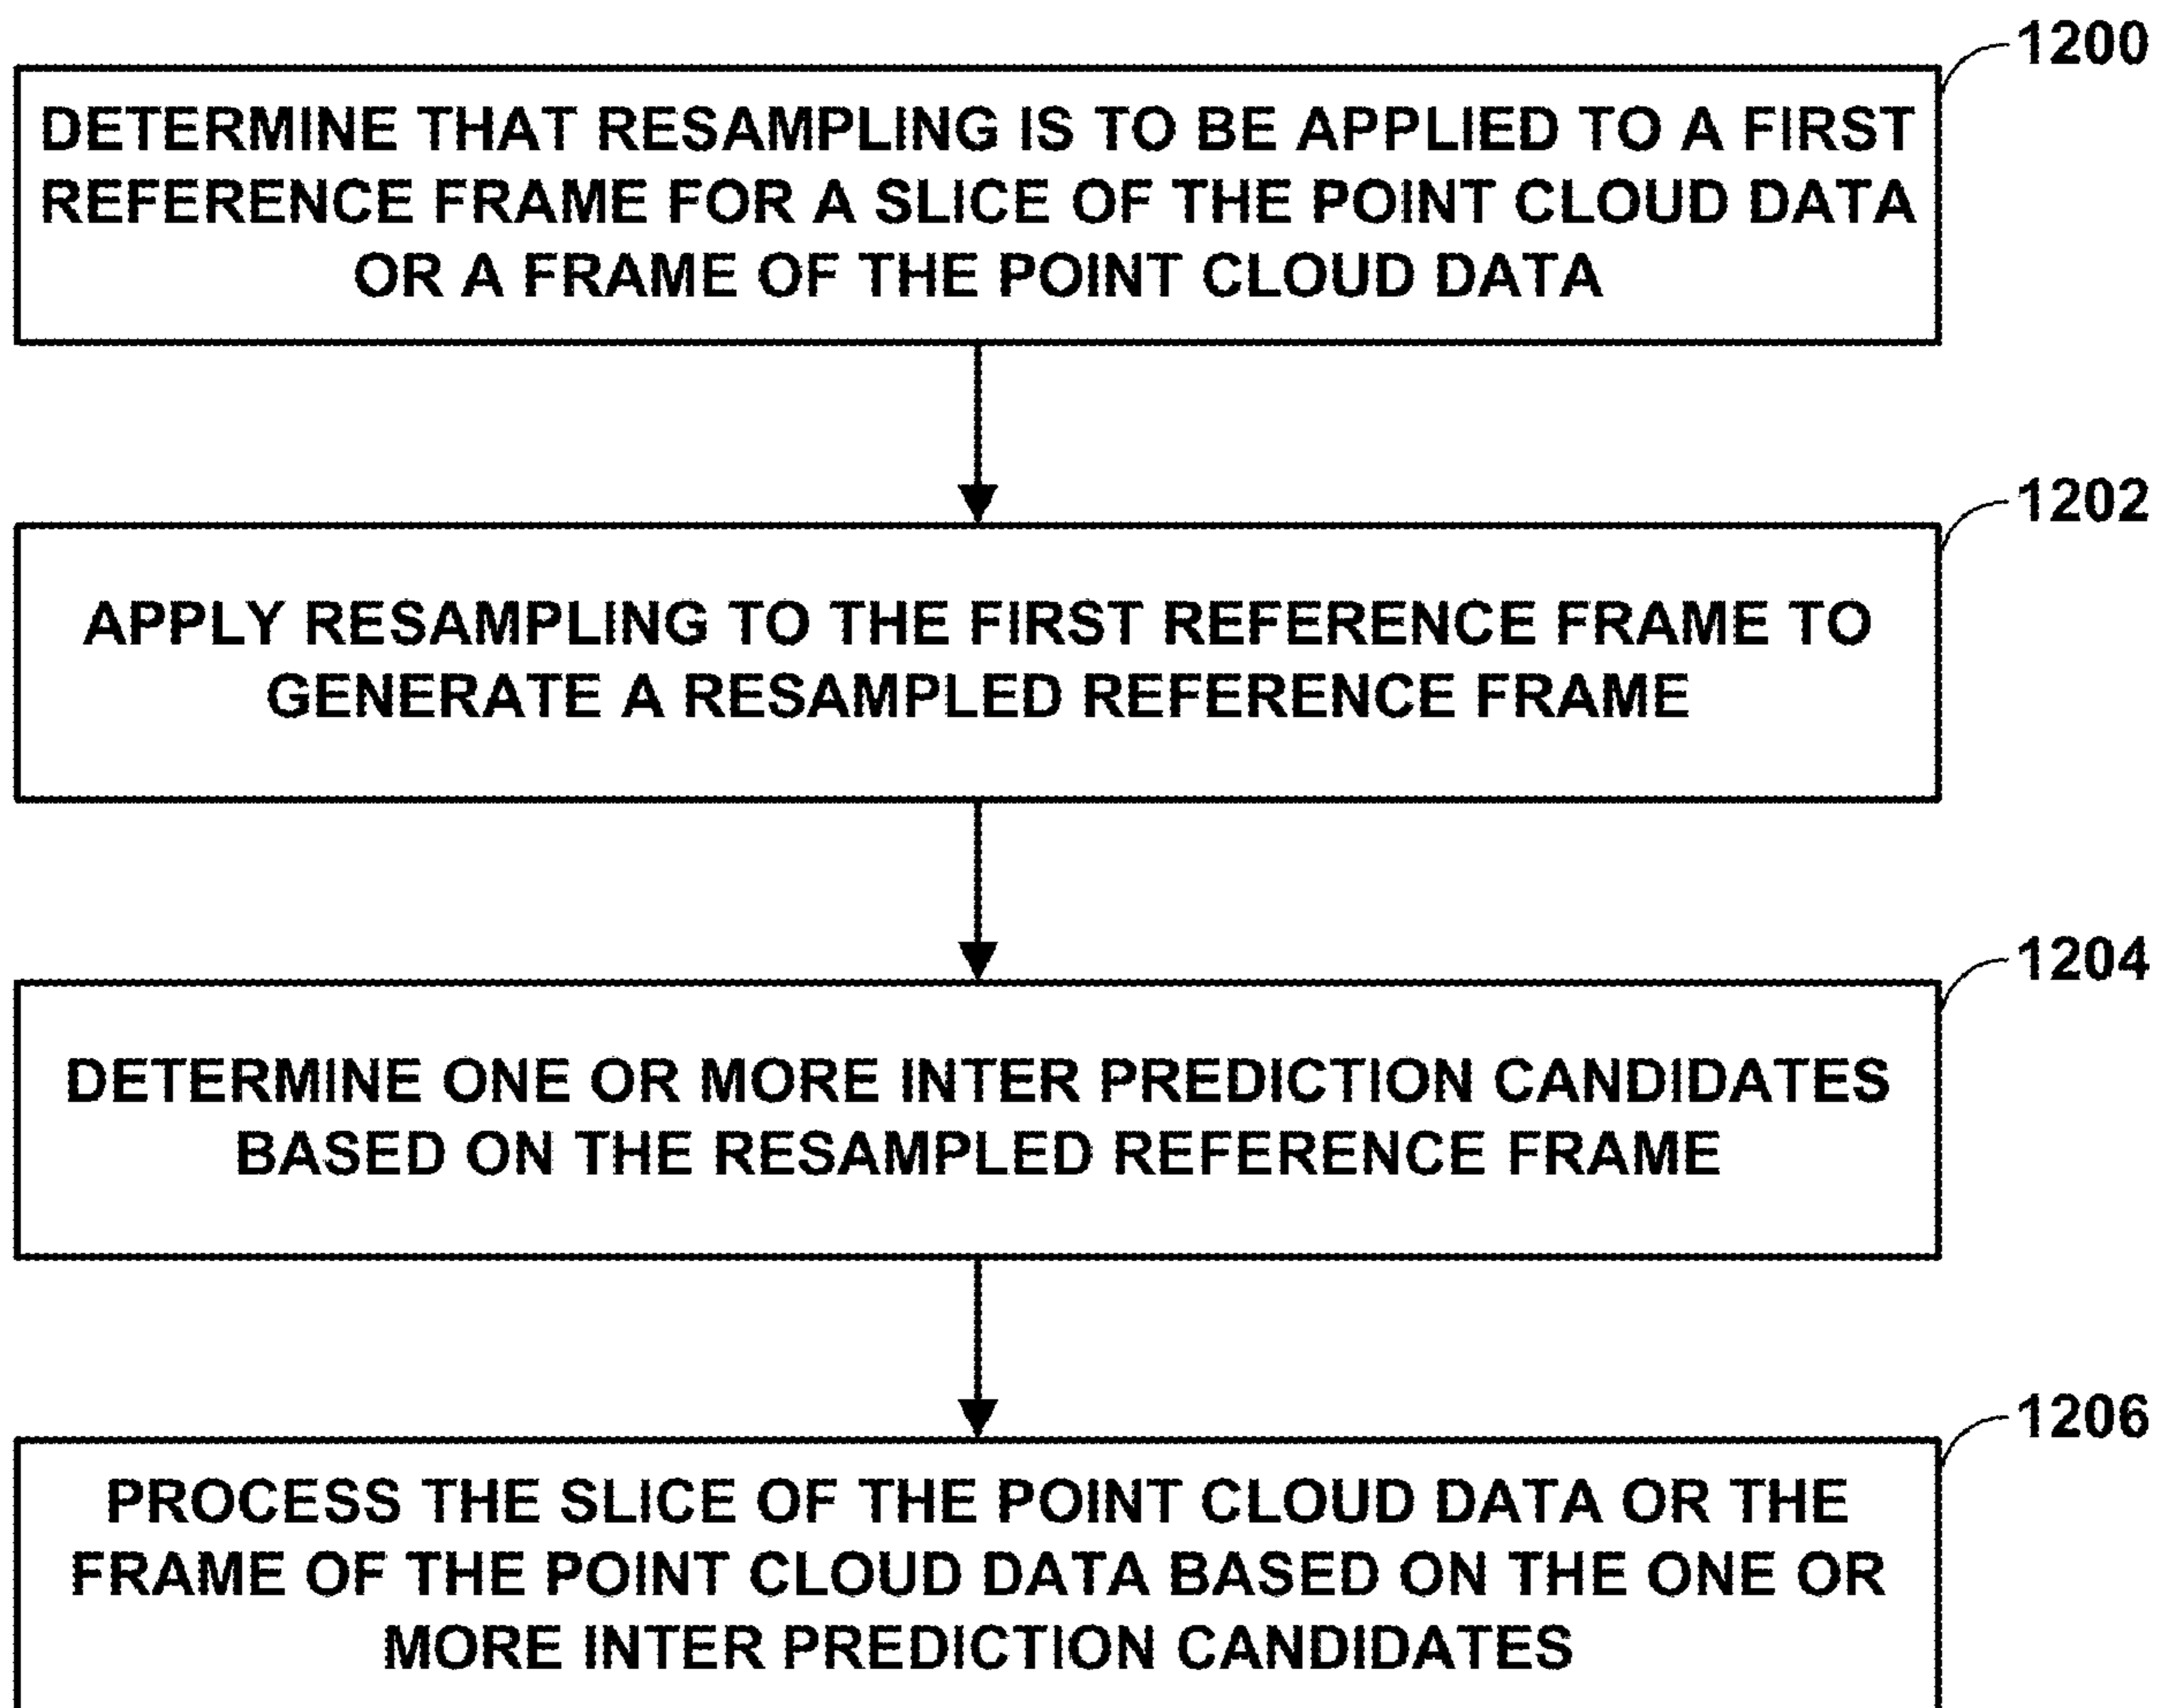 1200
DETERMINE THAT RESAMPLING IS TO BE APPLIED TO A FIRST
REFERENCE FRAME FOR A SLICE OF THE POINT CLOUD DATA
OR A FRAME OF THE POINT CLOUD DATA
1202
APPLY RESAMPLING TO THE FIRST REFERENCE FRAME TO
GENERATE A RESAMPLED REFERENCE FRAME
1204
DETERMINE ONE OR MORE INTER PREDICTION CANDIDATES
BASED ON THE RESAMPLED REFERENCE FRAME
1206
PROCESS THE SLICE OF THE POINT CLOUD DATA OR THE
FRAME OF THE POINT CLOUD DATA BASED ON THE ONE OR
MORE INTER PREDICTION CANDIDATES